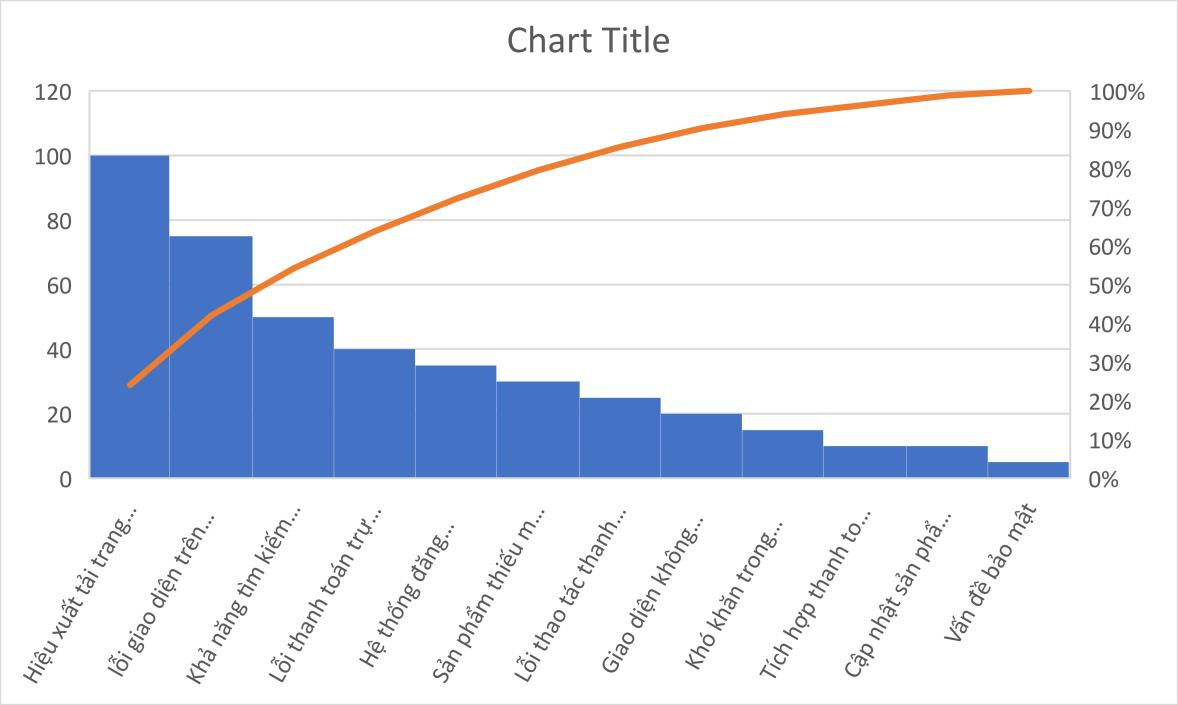 Chart Title
120
100
80
60
40
20
0
100%
90%
80%
70%
60%
50%
40%
30%
20%
10%
0%
Hiệu xuất tải trang...
lỗi giao diện trên...
Khả năng tìm kiếm...
Lỗi thanh toán trự...
Hệ thống đăng...
Sản phẩm thiếu m...
Lỗi thao tác thanh...
Giao diện không...
Khó khăn trong...
Tích hợp thanh to...
Cập nhật sản phẩ...
Vấn đề bảo mật